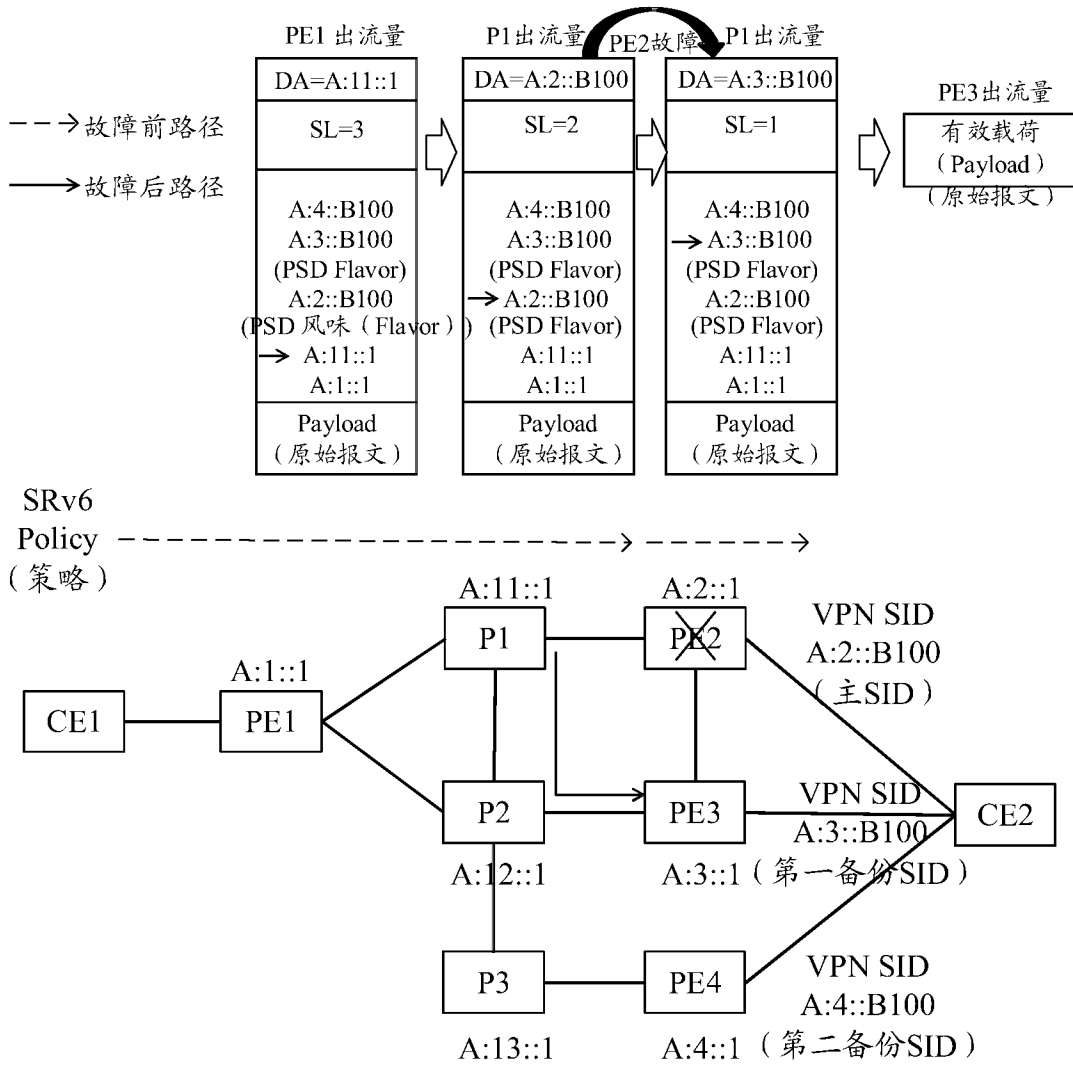 PE1 出流量
P1出流量
PE2故障
P1出流量
DA=A:11::1
DA=A:2::B100
DA=A:3::B100
PE3出流量
故障前路径
故障后路径
SL=3
SL=2
SL=1
有效载荷
（Payload）
（原始报文）
A:4::B100
A:3::B100
(PSD Flavor)
A:2::B100
(PSD 风味（Flavor）)
A:11::1
A:1::1
Payload
（原始报文）
A:4::B100
A:3::B100
(PSD Flavor)
A:2::B100
(PSD Flavor)
A:11::1
A:1::1
Payload
（原始报文）
A:4::B100
A:3::B100
(PSD Flavor)
A:2::B100
(PSD Flavor)
A:11::1
A:1::1
Payload
（原始报文）
SRv6
Policy
（策略）
A:11::1
A:2::1
P1
PE2
VPN SID
A:2::B100
（主SID）
A:1::1
CE1
PE1
P2
PE3
VPN SID
A:3::B100
CE2
A:12::1
A:3::1
（第一备份SID）
P3
PE4
VPN SID
A:4::B100
A:13::1
A:4::1
（第二备份SID）